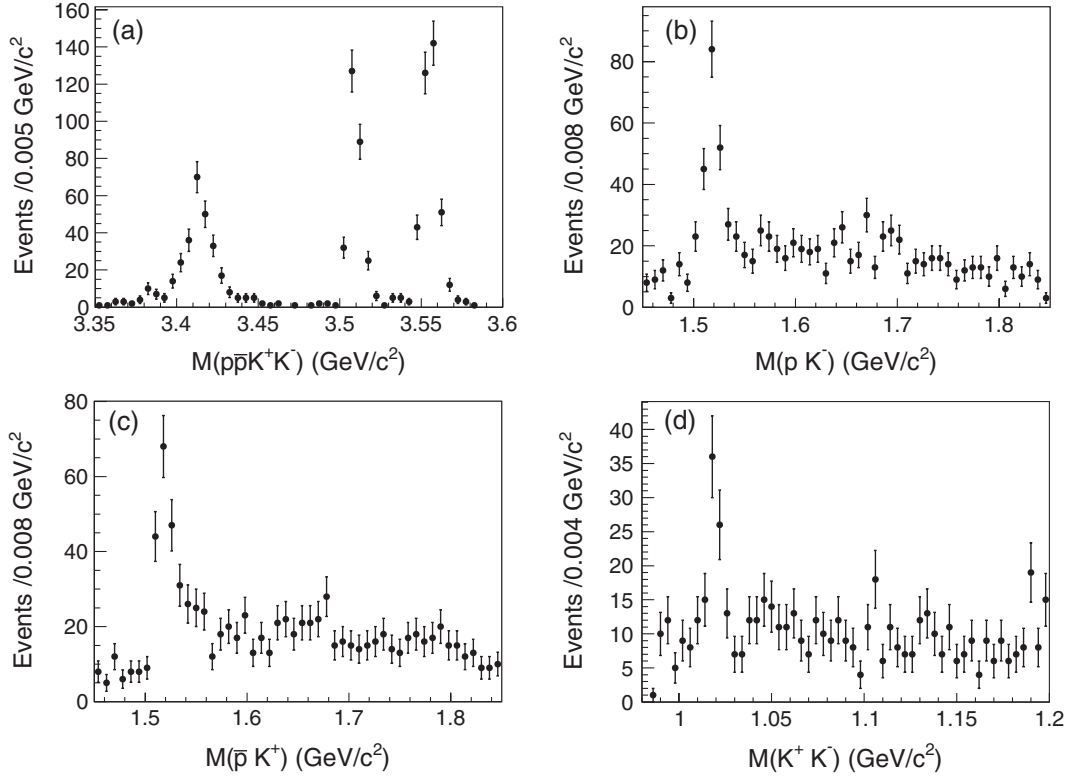 (a)
Events /0.005 GeV/c²
160
140
120
100
80
60
40
20
0
3.35 3.4 3.45 3.5 3.55 3.6
M(pp̅K⁺K⁻) (GeV/c²)
(b)
Events /0.008 GeV/c²
80
60
40
20
0
1.5 1.6 1.7 1.8
M(p K⁻) (GeV/c²)
(c)
Events /0.008 GeV/c²
80
60
40
20
0
1.5 1.6 1.7 1.8
M(p̅ K⁺) (GeV/c²)
(d)
Events /0.004 GeV/c²
40
35
30
25
20
15
10
5
0
1 1.05 1.1 1.15 1.2
M(K⁺ K⁻) (GeV/c²)